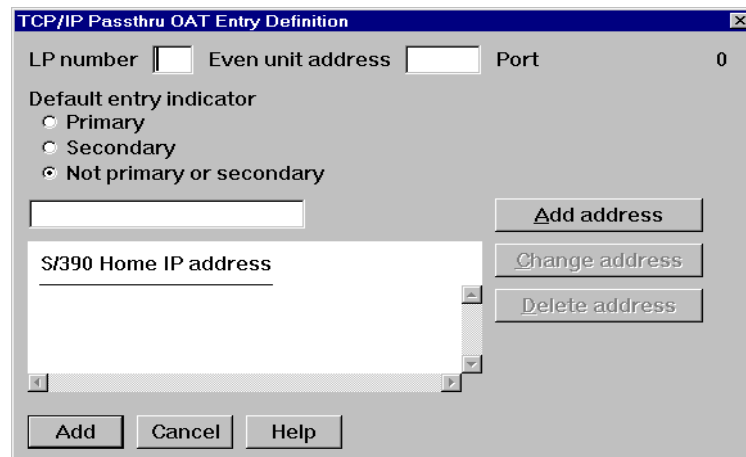 TCP/IP Passthru OAT Entry Definition
LP number Even unit address Port 0
Default entry indicator
Primary
Secondary
Not primary or secondary
Add address
S/390 Home IP address
Change address
Delete address
Add Cancel Help